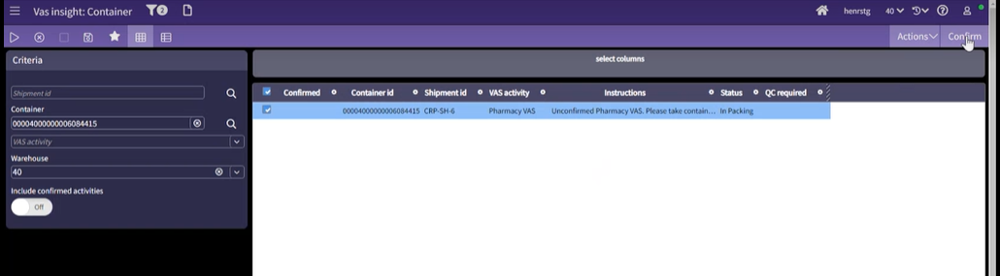 Vas insight: Container 2 henrstg 40
Actions Confirm
Criteria
Shipment id
Container
00004000000006084415
VAS activity
Warehouse
40
Include confirmed activities
Off
select columns
Confirmed Container id Shipment id VAS activity Instructions Status QC required
00004000000006084415 CRP-SH-6 Pharmacy VAS Unconfirmed Pharmacy VAS. Please take contain... In Packing